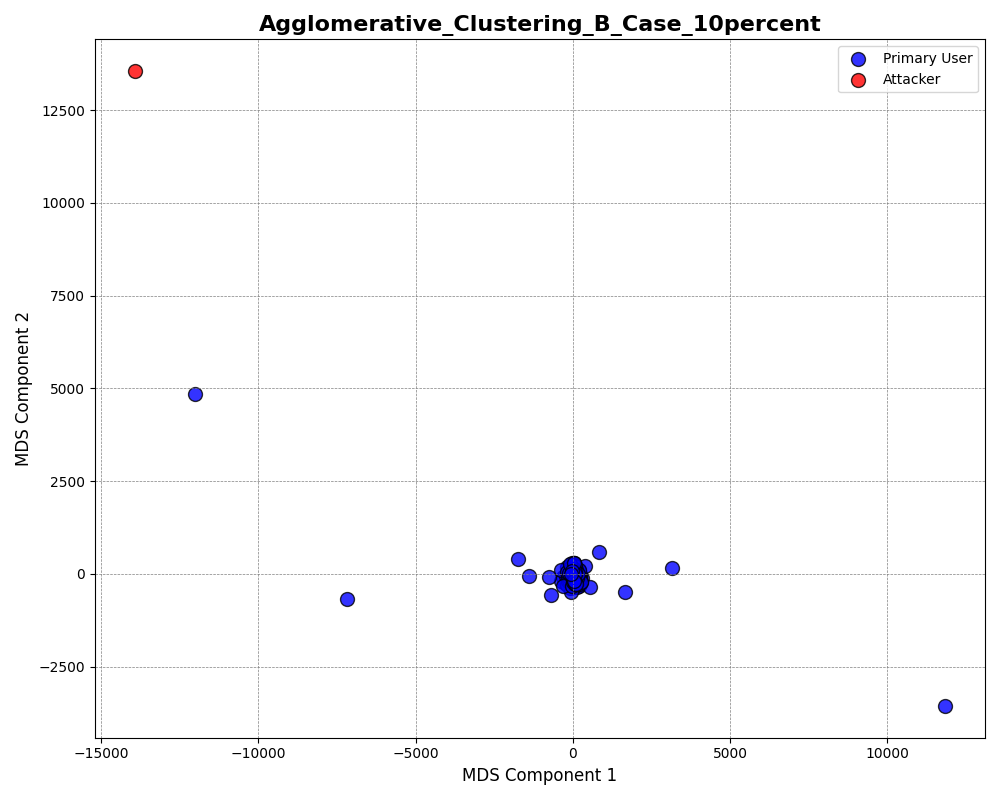 Agglomerative_Clustering_B_Case_10percent
Primary User
Attacker
12500
10000
7500
5000
2500
0
−2500
−15000
−10000
−5000
0
5000
10000
MDS Component 1
MDS Component 2